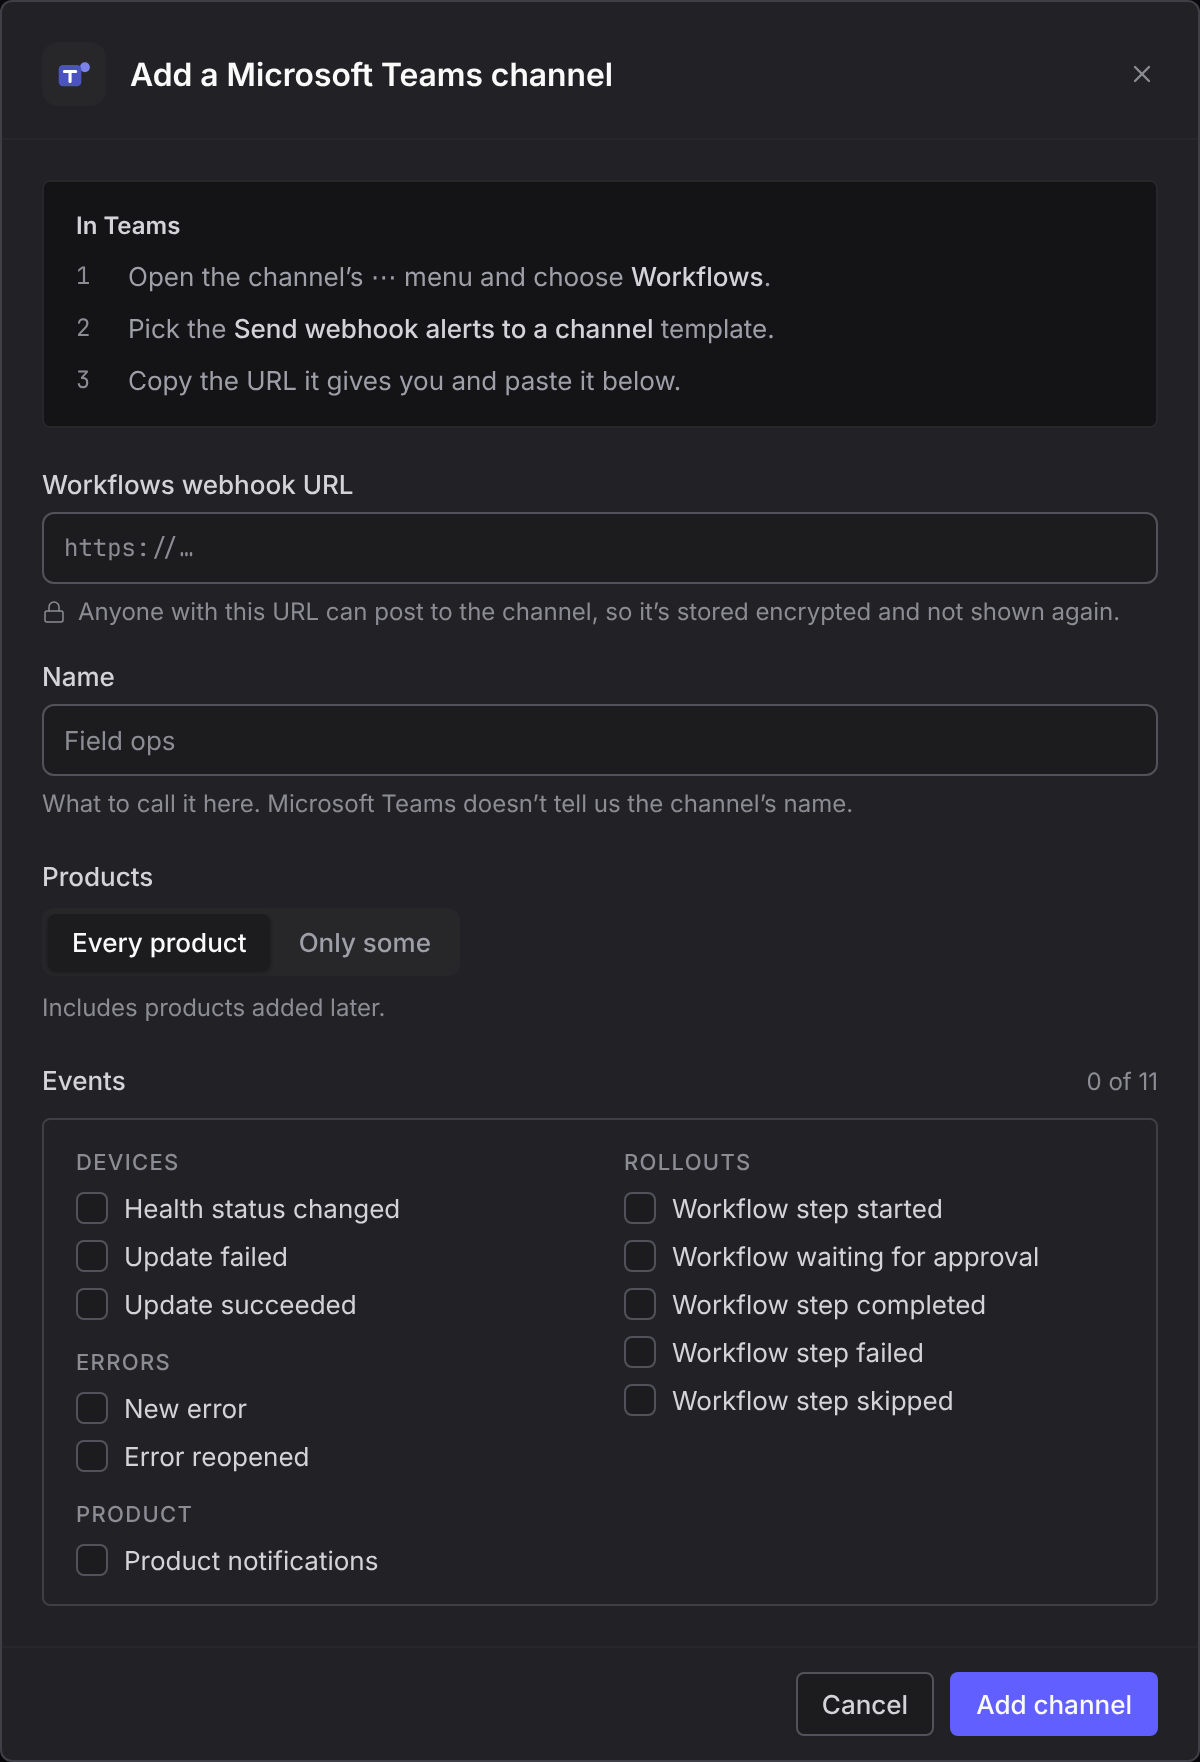 T
Add a Microsoft Teams channel
In Teams
1 Open the channel’s ··· menu and choose Workflows.
2 Pick the Send webhook alerts to a channel template.
3 Copy the URL it gives you and paste it below.
Workflows webhook URL
https://…
Anyone with this URL can post to the channel, so it’s stored encrypted and not shown again.
Name
Field ops
What to call it here. Microsoft Teams doesn’t tell us the channel’s name.
Products
Every product Only some
Includes products added later.
Events 0 of 11
DEVICES
Health status changed
Update failed
Update succeeded
ERRORS
New error
Error reopened
PRODUCT
Product notifications
ROLLOUTS
Workflow step started
Workflow waiting for approval
Workflow step completed
Workflow step failed
Workflow step skipped
Cancel Add channel